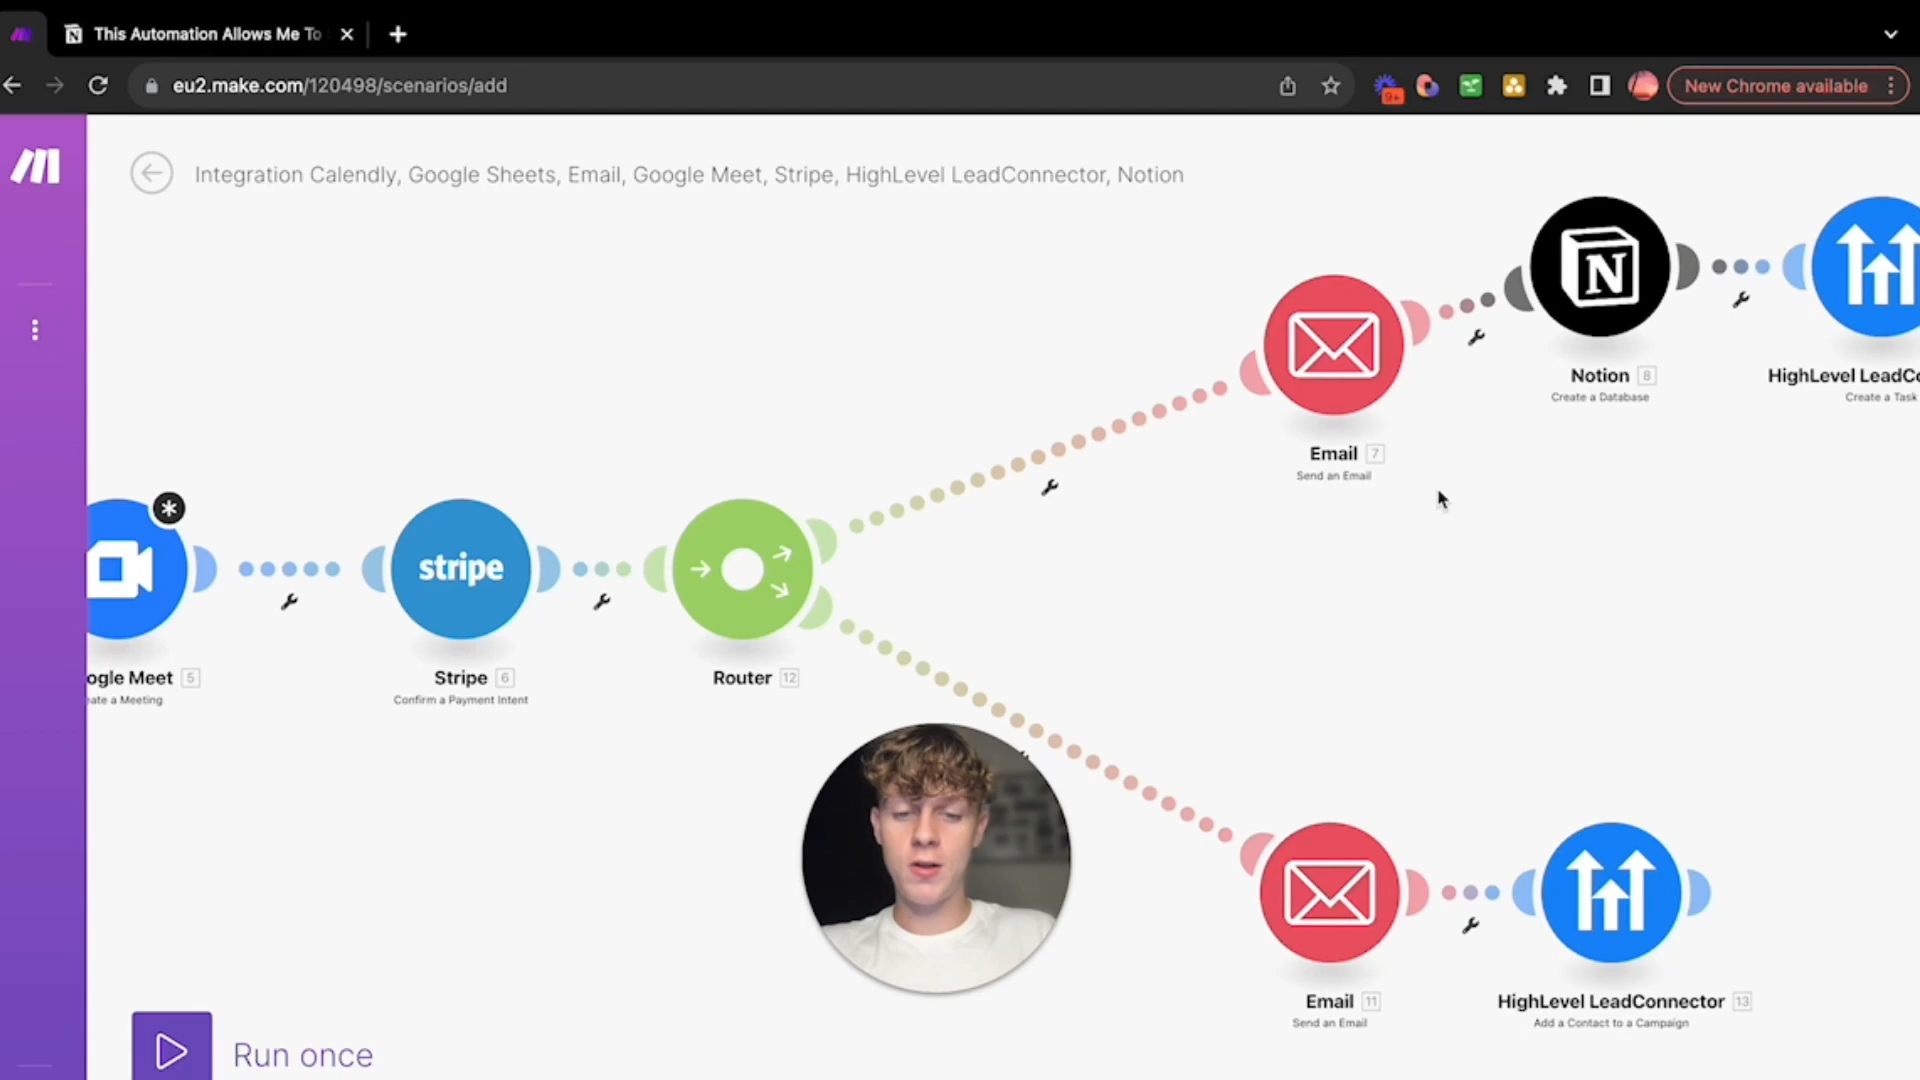 This Automation Allows Me To
eu2.make.com/120498/scenarios/add
9+
New Chrome available
Integration Calendly, Google Sheets, Email, Google Meet, Stripe, HighLevel LeadConnector, Notion
N
Notion 8
Create a Database
HighLevel LeadCo
Create a Task
Email 7
Send an Email
stripe
ogle Meet 5
eate a Meeting
Stripe 6
Confirm a Payment Intent
Router 12
Email 11
Send an Email
HighLevel LeadConnector 13
Add a Contact to a Campaign
Run once